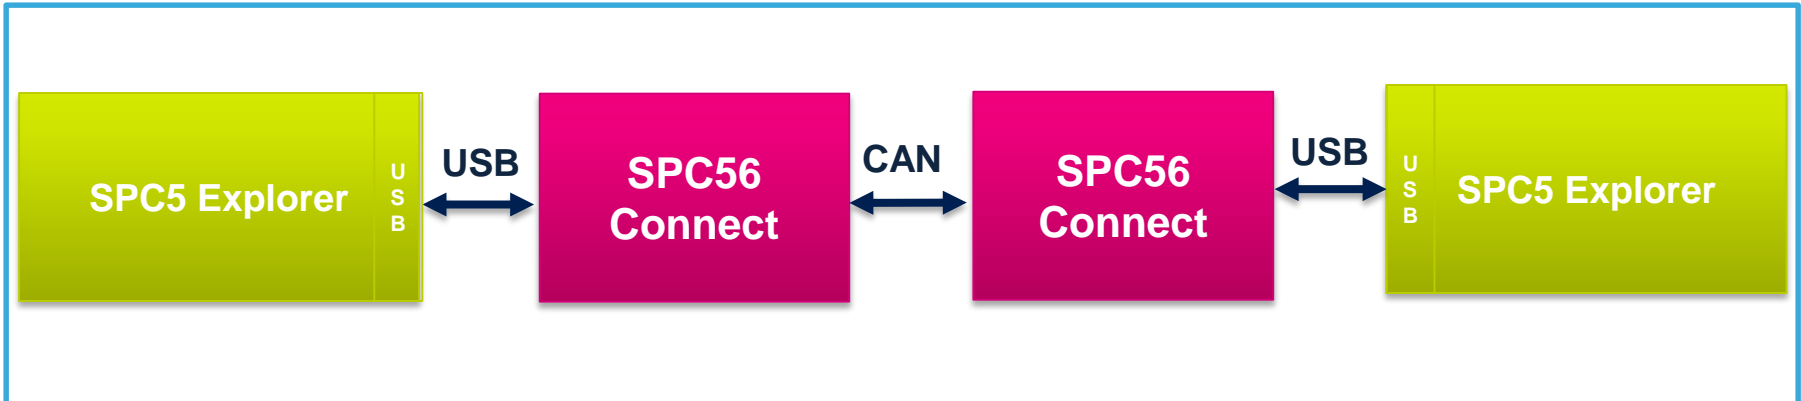 SPC5 Explorer
U
S
B
USB
SPC56
Connect
CAN
SPC56
Connect
USB
U
S
B
SPC5 Explorer